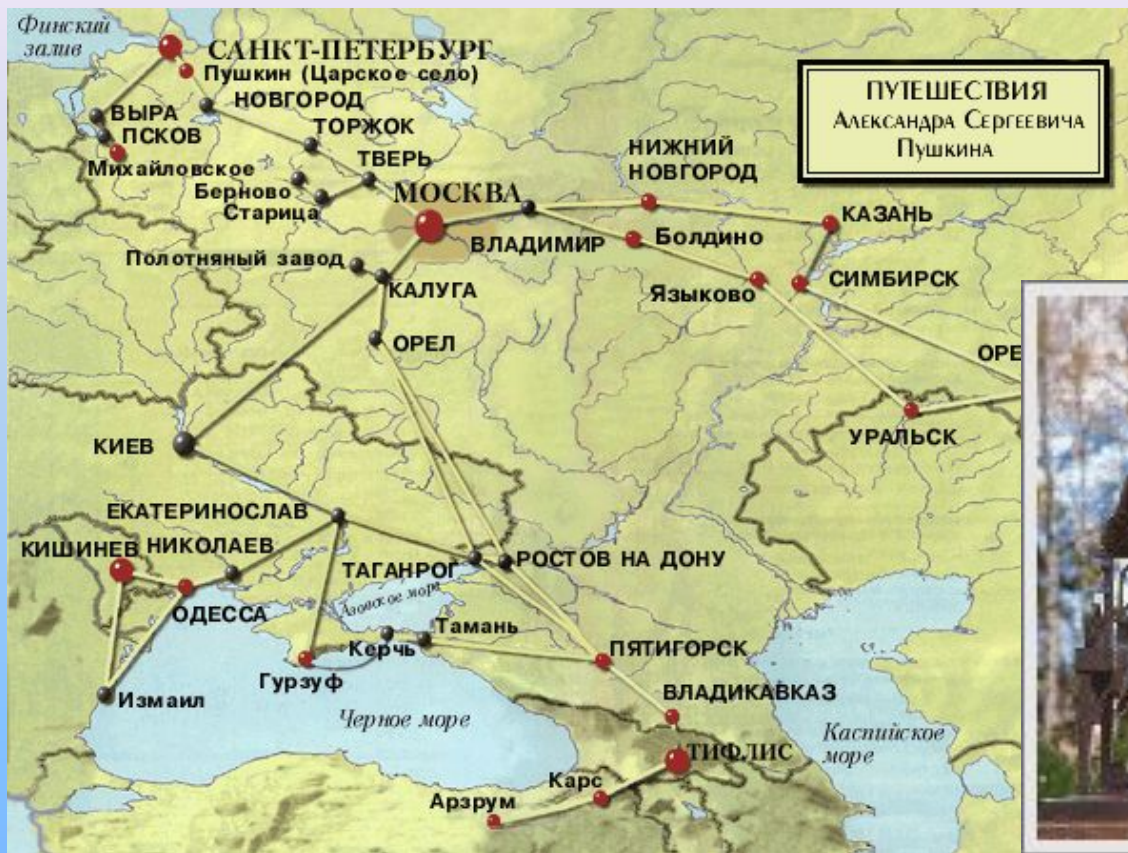 Финский
залив
САНКТ-ПЕТЕРБУРГ
Пушкин (Царское село)
НОВГОРОД
ВЫРА
ПСКОВ
ТОРЖОК
Михайловское
ТВЕРЬ
Берново
Старица
МОСКВА
НИЖНИЙ
НОВГОРОД
ПУТЕШЕСТВИЯ
Александра Сергеевича
Пушкина
КАЗАНЬ
ВЛАДИМИР
Болдино
Полотняный завод
КАЛУГА
Языково
СИМБИРСК
ОРЕЛ
ОРЕ
УРАЛЬСК
КИЕВ
ЕКАТЕРИНОСЛАВ
КИШИНЕВ
НИКОЛАЕВ
ТАГАНРОГ
РОСТОВ НА ДОНУ
ОДЕССА
Азовское море
Тамань
Керчь
ПЯТИГОРСК
Гурзуф
Измаил
ВЛАДИКАВКАЗ
Черное море
Каспийское
море
ТИФЛИС
Карс
Арзрум